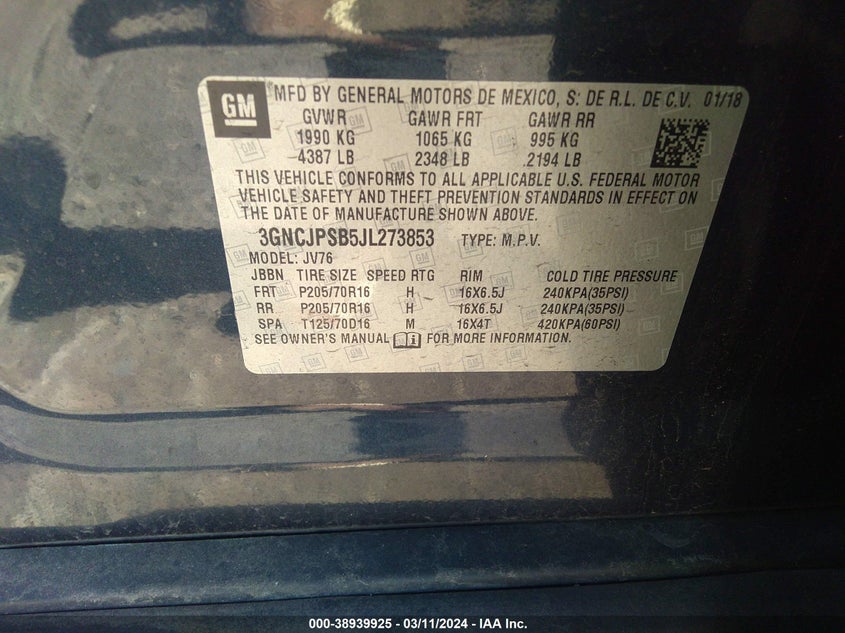 GM MFD BY GENERAL MOTORS DE MEXICO, S: DE R.L. DE C.V. 01/18
GVWR GAWR FRT GAWR RR
1990 KG 1065 KG 995 KG
4387 LB 2348 LB 2194 LB
THIS VEHICLE CONFORMS TO ALL APPLICABLE U.S. FEDERAL MOTOR
VEHICLE SAFETY AND THEFT PREVENTION STANDARDS IN EFFECT ON
THE DATE OF MANUFACTURE SHOWN ABOVE.
3GNCJPSB5JL273853 TYPE: M.P.V.
MODEL: JV76
JBBN TIRE SIZE SPEED RTG RIM COLD TIRE PRESSURE
FRT P205/70R16 H 16X6.5J 240KPA(35PSI)
RR P205/70R16 H 16X6.5J 240KPA(35PSI)
SPA T125/70D16 M 16X4T 420KPA(60PSI)
SEE OWNER'S MANUAL FOR MORE INFORMATION.
000-38939925 - 03/11/2024 - IAA Inc.